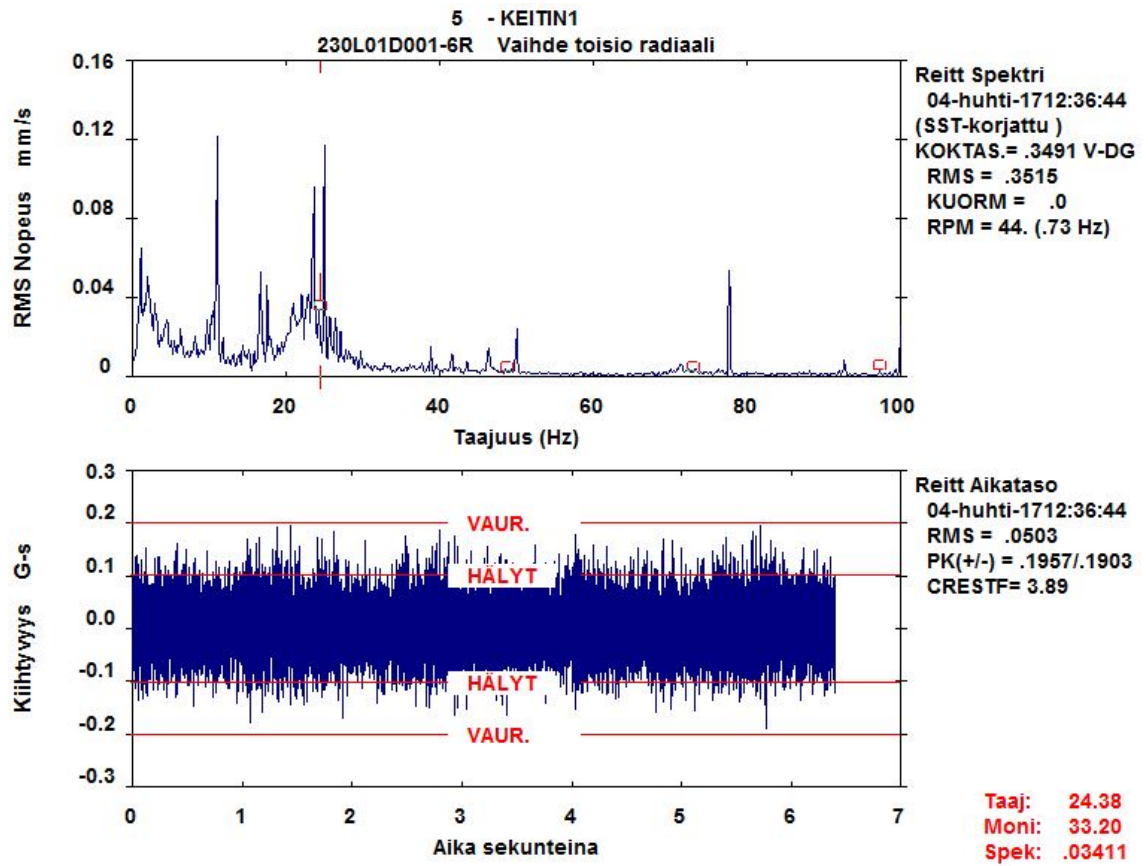 5 - KEITIN1
230L01D001-6R Vaihde toisio radiaali
RMS Nopeus mm/s
0.16
0.12
0.08
0.04
0
0 20 40 60 80 100
Taajuus (Hz)
Reitt Spektri
04-huhti-1712:36:44
(SST-korjattu )
KOKTAS.= .3491 V-DG
RMS = .3515
KUORM = .0
RPM = 44. (.73 Hz)
Kiihtyvyys G-s
0.3
0.2
0.1
0.0
-0.1
-0.2
-0.3
VAUR.
HÄLYT
HÄLYT
VAUR.
0 1 2 3 4 5 6 7
Aika sekunteina
Reitt Aikataso
04-huhti-1712:36:44
RMS = .0503
PK(+/-) = .1957/.1903
CRESTF= 3.89
Taaj: 24.38
Moni: 33.20
Spek: .03411